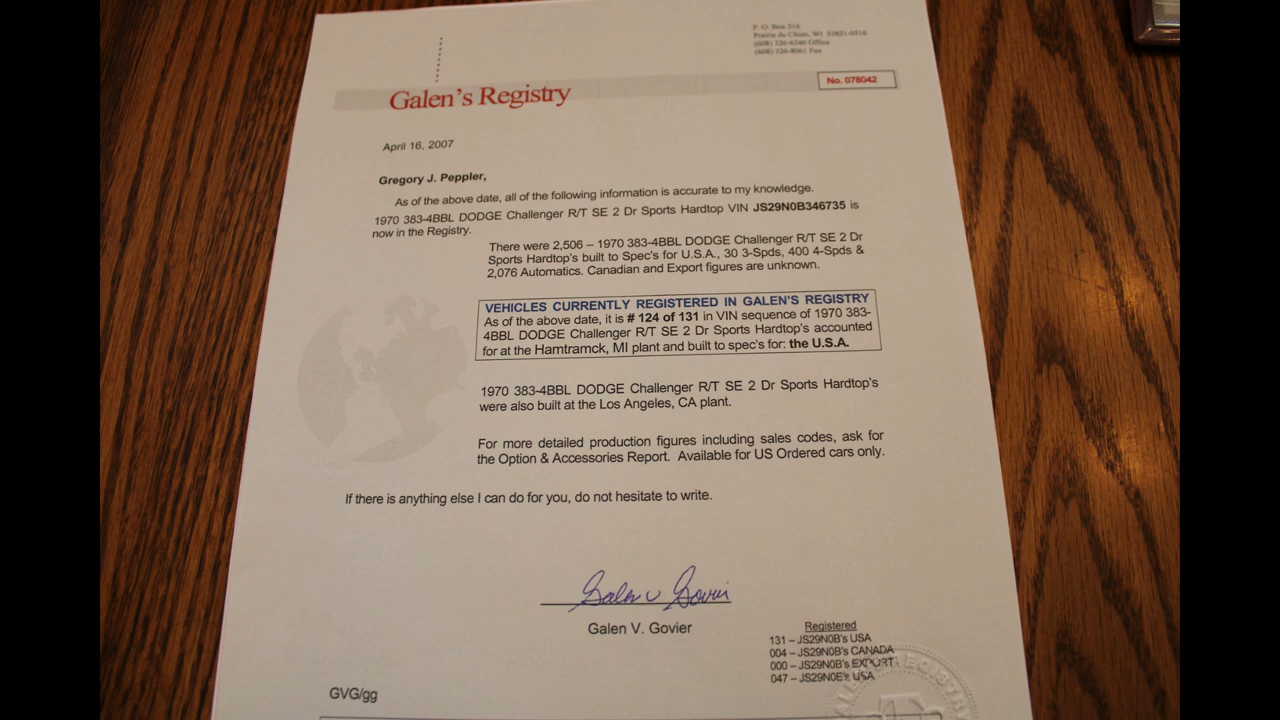 P. O. Box 516
Prairie du Chien, WI 53821-0516
(608) 326-6346 Office
(608) 326-8061 Fax
No. 078042
Galen's Registry
April 16, 2007
Gregory J. Peppler,
As of the above date, all of the following information is accurate to my knowledge.
1970 383-4BBL DODGE Challenger R/T SE 2 Dr Sports Hardtop VIN JS29N0B346735 is
now in the Registry.
There were 2,506 – 1970 383-4BBL DODGE Challenger R/T SE 2 Dr
Sports Hardtop's built to Spec's for U.S.A., 30 3-Spds, 400 4-Spds &
2,076 Automatics. Canadian and Export figures are unknown.
VEHICLES CURRENTLY REGISTERED IN GALEN'S REGISTRY
As of the above date, it is # 124 of 131 in VIN sequence of 1970 383-
4BBL DODGE Challenger R/T SE 2 Dr Sports Hardtop's accounted
for at the Hamtramck, MI plant and built to spec's for: the U.S.A.
1970 383-4BBL DODGE Challenger R/T SE 2 Dr Sports Hardtop's
were also built at the Los Angeles, CA plant.
For more detailed production figures including sales codes, ask for
the Option & Accessories Report. Available for US Ordered cars only.
If there is anything else I can do for you, do not hesitate to write.
Galen V Govier
Galen V. Govier
Registered
131 – JS29N0B's USA
004 – JS29N0B's CANADA
000 – JS29N0B's EXPORT
047 – JS29N0E's USA
GVG/gg